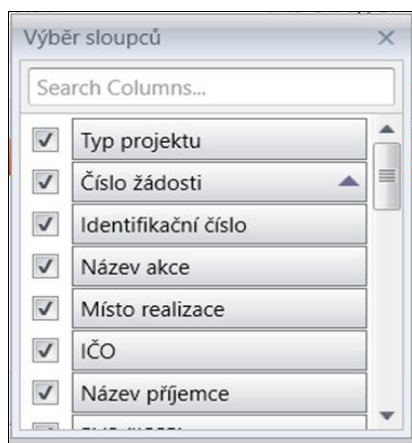 Výběr sloupců
Search Columns...
Typ projektu
Číslo žádosti
Identifikační číslo
Název akce
Místo realizace
IČO
Název příjemce